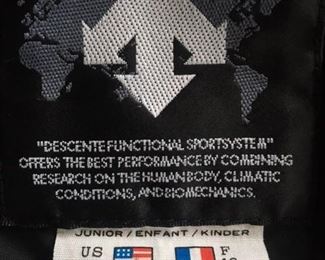 "DESCENTE FUNCTIONAL SPORTSYSTEM"
OFFERS THE BEST PERFORMANCE BY COMBINING
RESEARCH ON THE HUMAN BODY, CLIMATIC
CONDITIONS, AND BIOMECHANICS.
JUNIOR / ENFANT / KINDER
US F